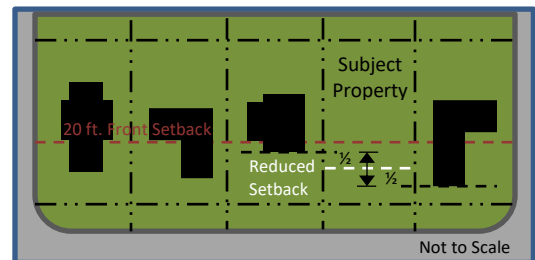 Subject
Property
20 ft. Front Setback
Reduced
Setback
½
½
Not to Scale